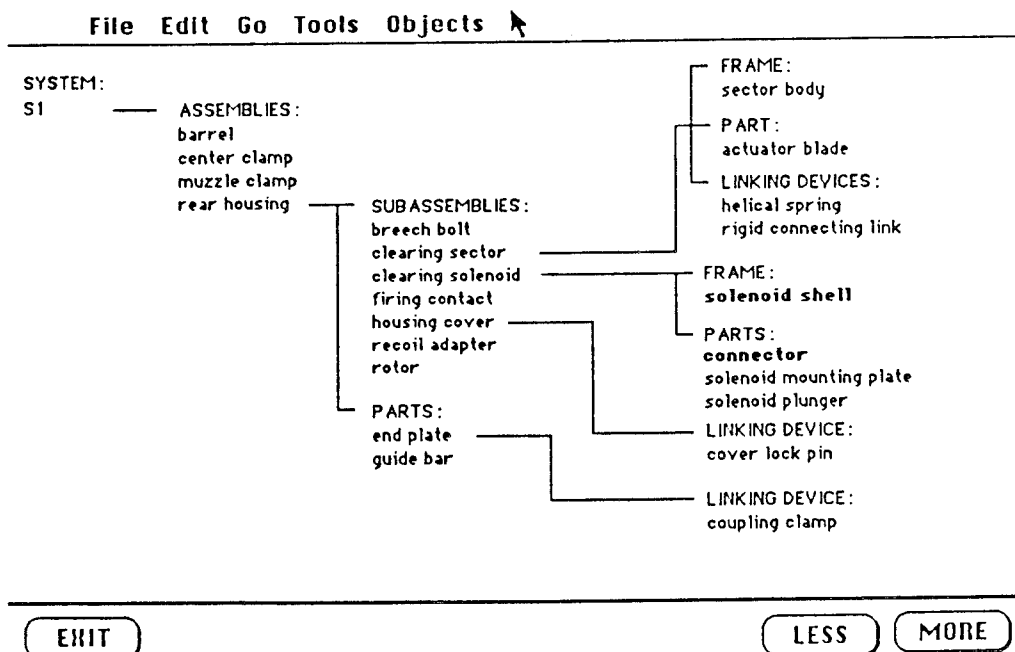 File Edit Go Tools Objects
SYSTEM:
S1
ASSEMBLIES:
barrel
center clamp
muzzle clamp
rear housing
SUBASSEMBLIES:
breech bolt
clearing sector
clearing solenoid
firing contact
housing cover
recoil adapter
rotor
PARTS:
end plate
guide bar
FRAME:
sector body
PART:
actuator blade
LINKING DEVICES:
helical spring
rigid connecting link
FRAME:
solenoid shell
PARTS:
connector
solenoid mounting plate
solenoid plunger
LINKING DEVICE:
cover lock pin
LINKING DEVICE:
coupling clamp
EXIT
LESS
MORE